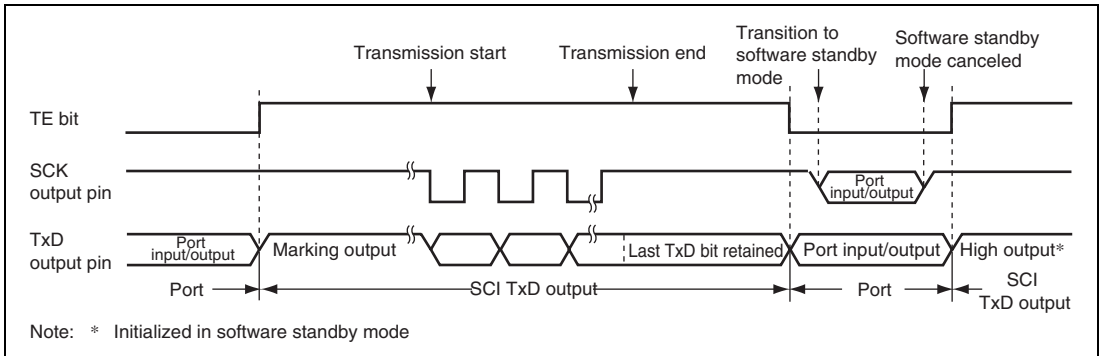 Transmission start
Transmission end
Transition to
software standby
mode
Software standby
mode canceled
TE bit
SCK
output pin
Port
input/output
TxD
output pin
Port
input/output
Marking output
Last TxD bit retained
Port input/output
High output*
Port
SCI TxD output
Port
SCI
TxD output
Note: * Initialized in software standby mode